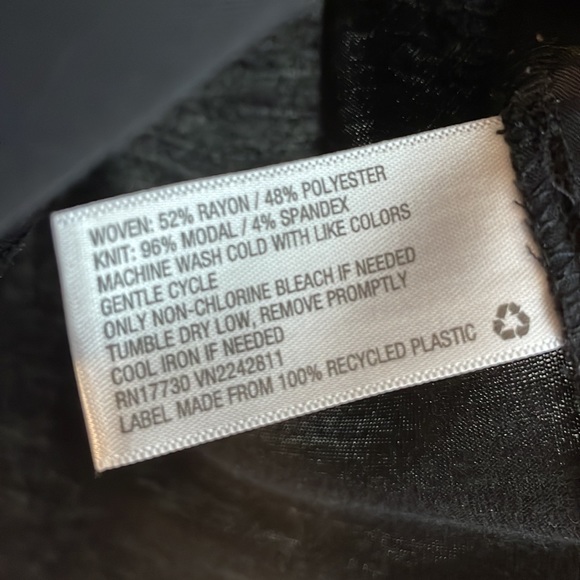 WOVEN: 52% RAYON / 48% POLYESTER
KNIT: 96% MODAL / 4% SPANDEX
MACHINE WASH COLD WITH LIKE COLORS
GENTLE CYCLE
ONLY NON-CHLORINE BLEACH IF NEEDED
TUMBLE DRY LOW, REMOVE PROMPTLY
COOL IRON IF NEEDED
RN17730 VN2242811
LABEL MADE FROM 100% RECYCLED PLASTIC